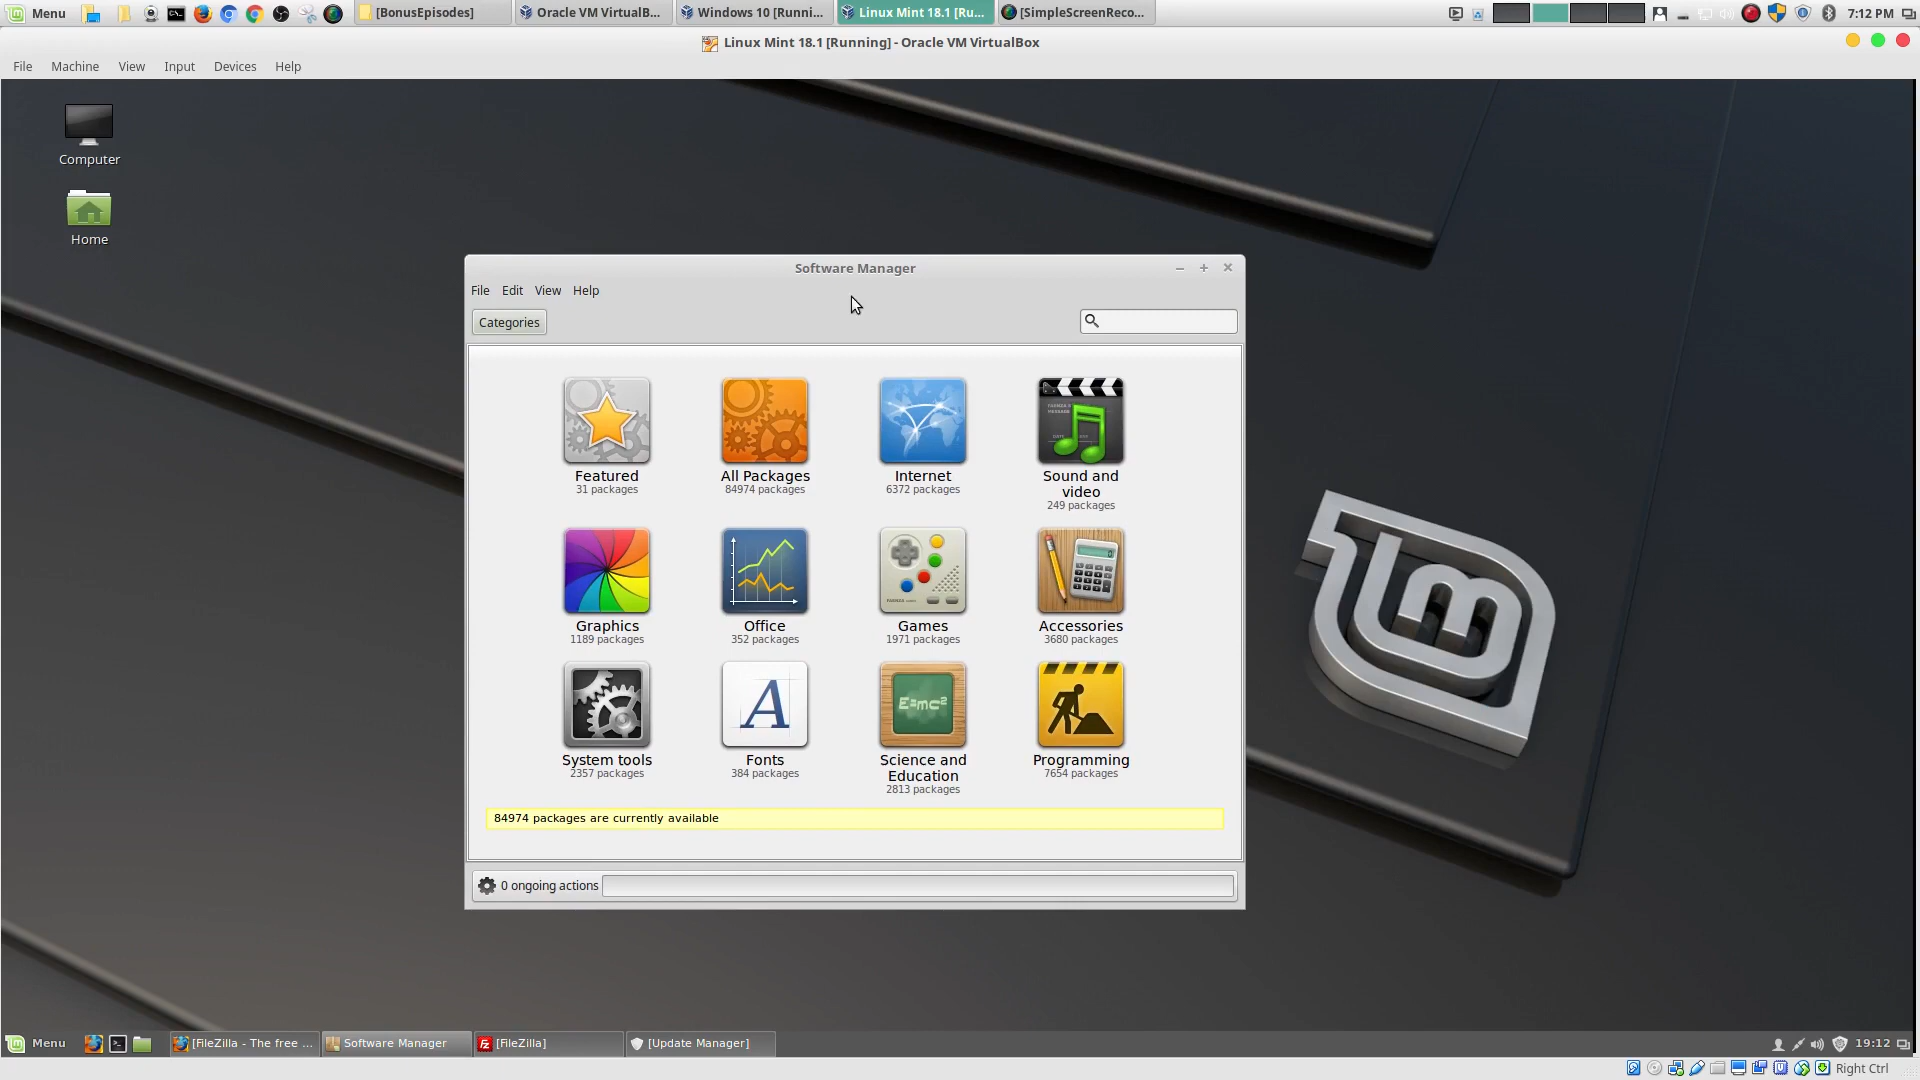 Menu
[BonusEpisodes]
Oracle VM VirtualB...
Windows 10 [Runni...
Linux Mint 18.1 [Ru...
[SimpleScreenReco...
7:12 PM
Linux Mint 18.1 [Running] - Oracle VM VirtualBox
File Machine View Input Devices Help
Computer
Home
Software Manager
File Edit View Help
Categories
Featured
31 packages
All Packages
84974 packages
Internet
6372 packages
Sound and
video
249 packages
Graphics
1189 packages
Office
352 packages
Games
1971 packages
Accessories
3680 packages
System tools
2357 packages
A
Fonts
384 packages
E=mc²
Science and
Education
2813 packages
Programming
7654 packages
84974 packages are currently available
0 ongoing actions
Menu
[FileZilla - The free ...
Software Manager
[FileZilla]
[Update Manager]
19:12
Right Ctrl